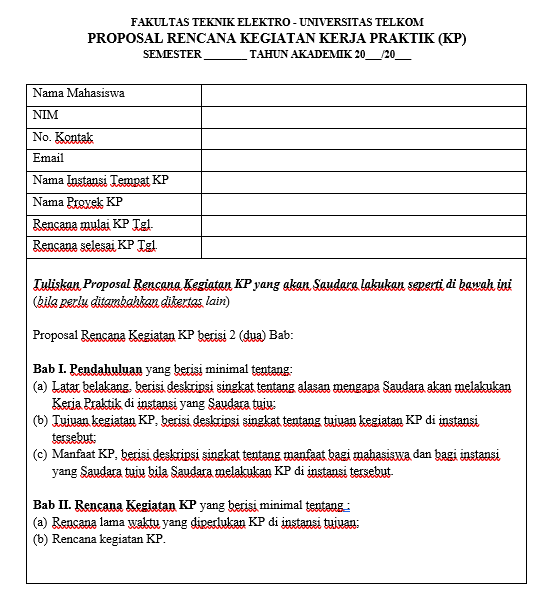 FAKULTAS TEKNIK ELEKTRO - UNIVERSITAS TELKOM
PROPOSAL RENCANA KEGIATAN KERJA PRAKTIK (KP)
SEMESTER _______ TAHUN AKADEMIK 20___/20___
Nama Mahasiswa
NIM
No. Kontak
Email
Nama Instansi Tempat KP
Nama Proyek KP
Rencana mulai KP Tgl.
Rencana selesai KP Tgl.
Tuliskan Proposal Rencana Kegiatan KP yang akan Saudara lakukan seperti di bawah ini
(bila perlu ditambahkan dikertas lain)
Proposal Rencana Kegiatan KP berisi 2 (dua) Bab:
Bab I. Pendahuluan yang berisi minimal tentang:
(a) Latar belakang, berisi deskripsi singkat tentang alasan mengapa Saudara akan melakukan
Kerja Praktik di instansi yang Saudara tuju;
(b) Tujuan kegiatan KP, berisi deskripsi singkat tentang tujuan kegiatan KP di instansi
tersebut;
(c) Manfaat KP, berisi deskripsi singkat tentang manfaat bagi mahasiswa dan bagi instansi
yang Saudara tuju bila Saudara melakukan KP di instansi tersebut.
Bab II. Rencana Kegiatan KP yang berisi minimal tentang :
(a) Rencana lama waktu yang diperlukan KP di instansi tujuan;
(b) Rencana kegiatan KP.